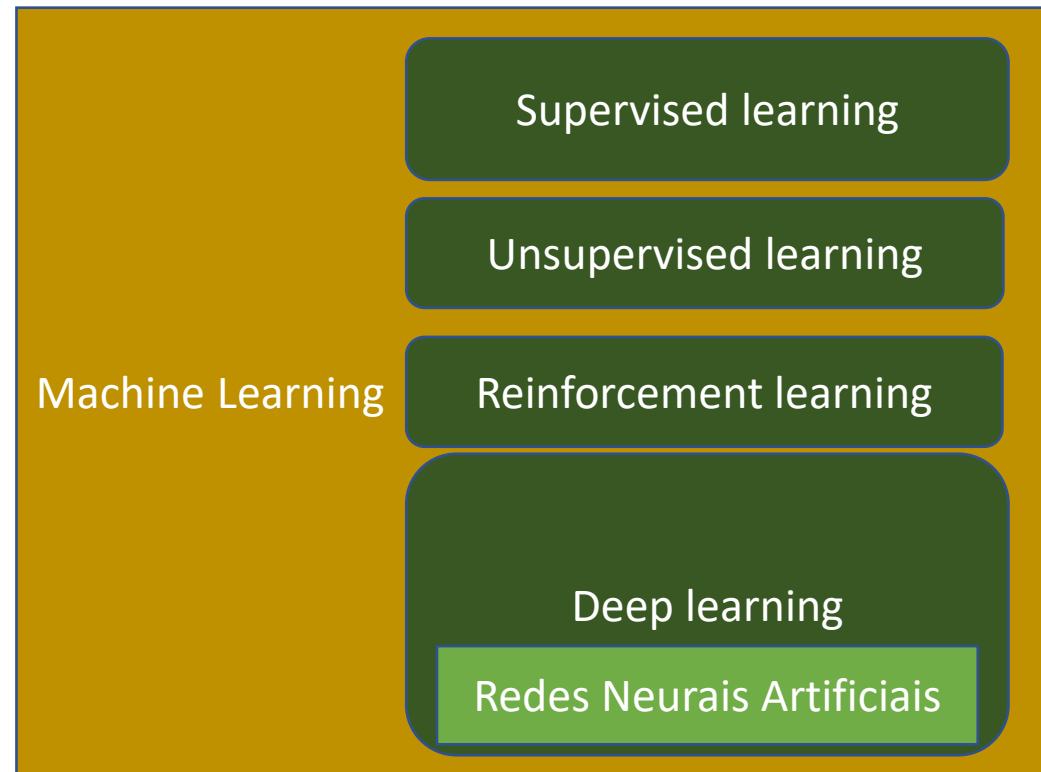 Supervised learning
Unsupervised learning
Machine Learning
Reinforcement learning
Deep learning
Redes Neurais Artificiais